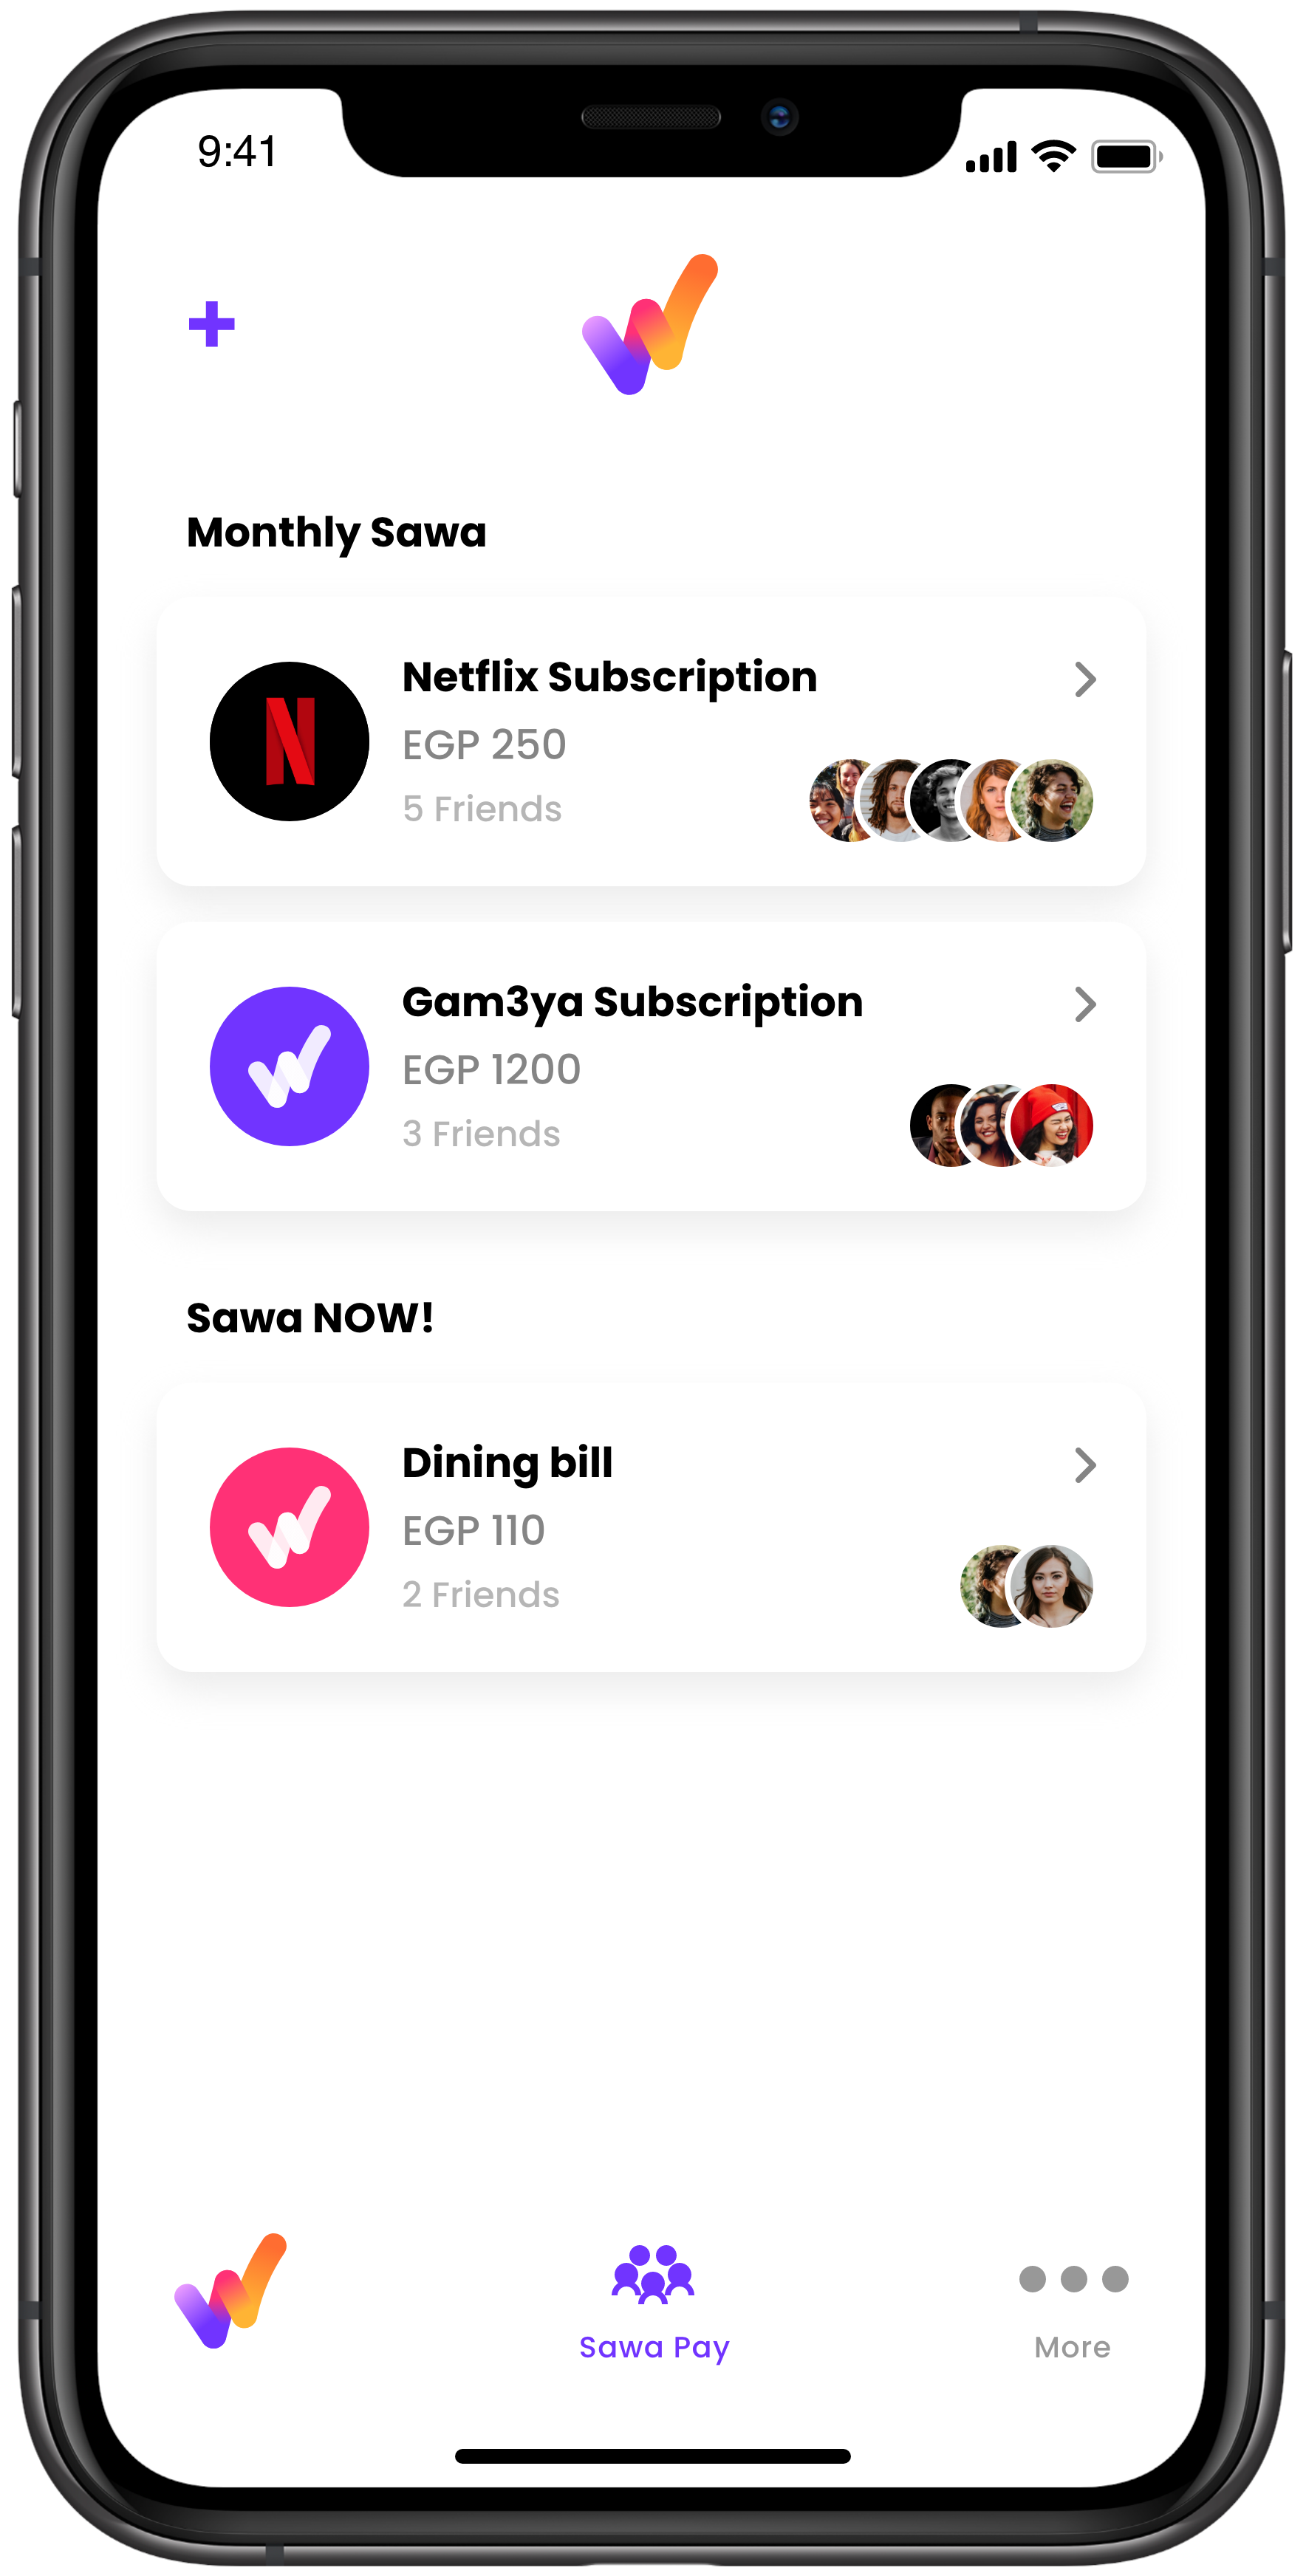 9:41
Monthly Sawa
Netflix Subscription
EGP 250
5 Friends
Gam3ya Subscription
EGP 1200
3 Friends
Sawa NOW!
Dining bill
EGP 110
2 Friends
Sawa Pay
More